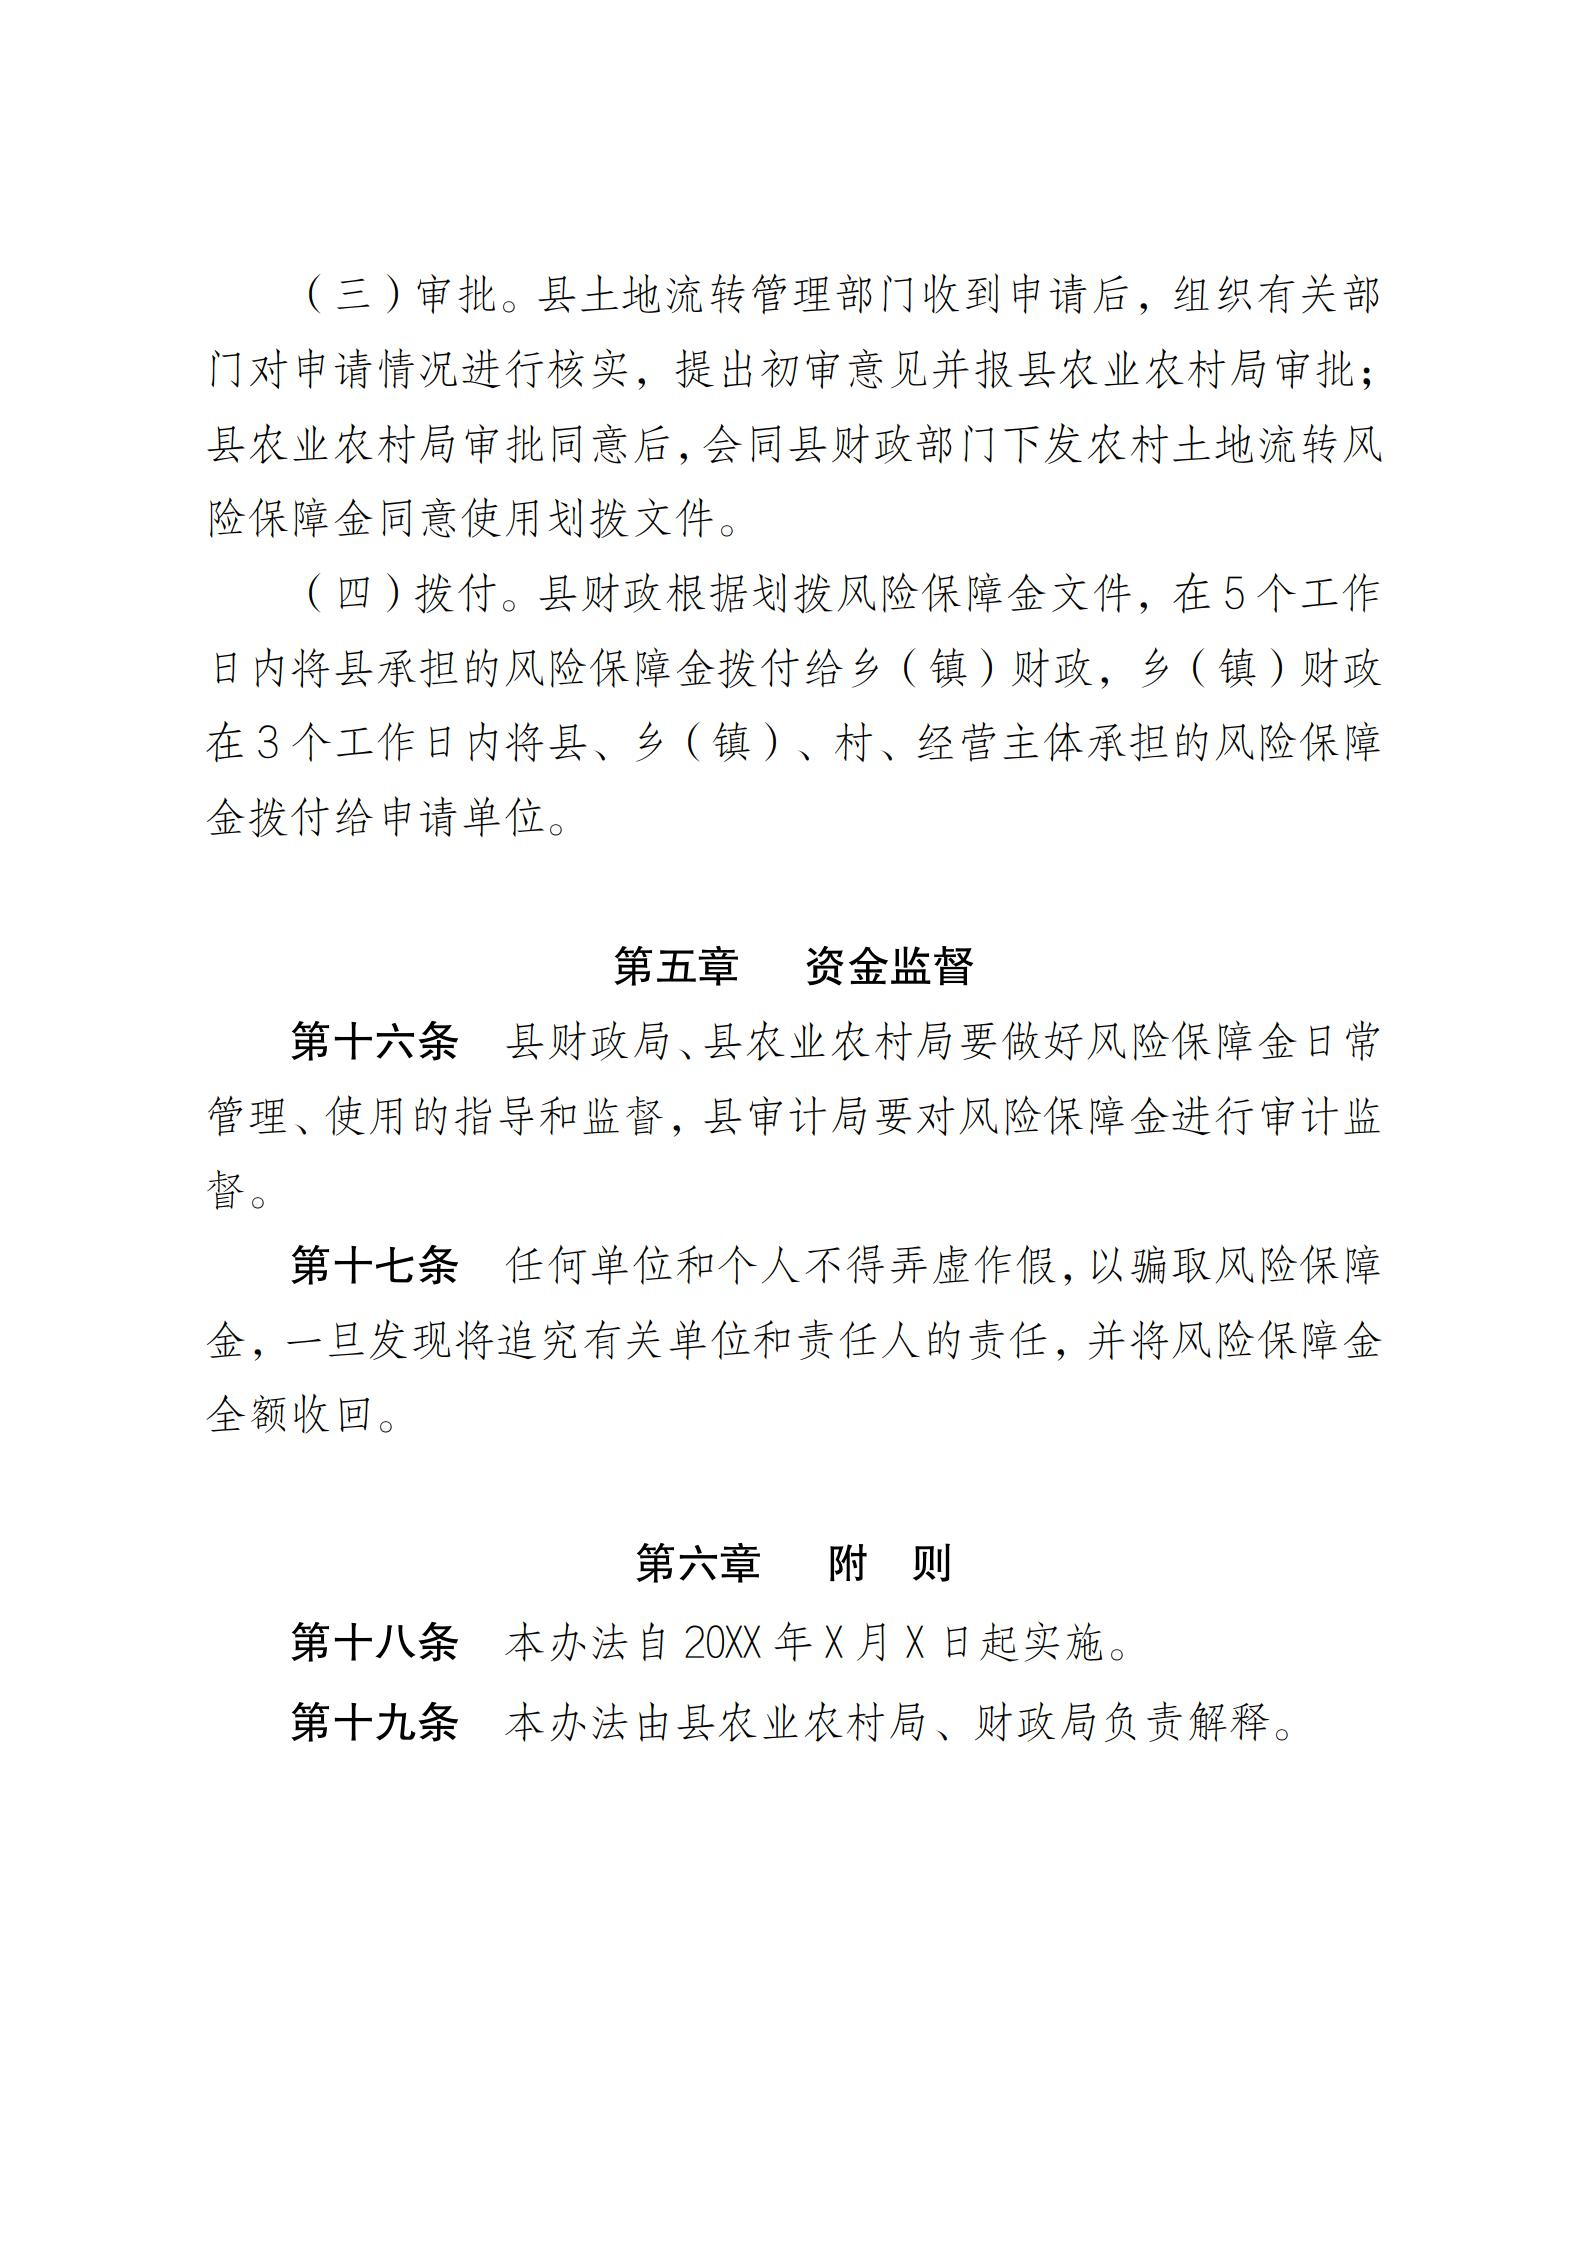 （三）审批。县土地流转管理部门收到申请后，组织有关部
门对申请情况进行核实，提出初审意见并报县农业农村局审批；
县农业农村局审批同意后，会同县财政部门下发农村土地流转风
险保障金同意使用划拨文件。
（四）拨付。县财政根据划拨风险保障金文件，在 5 个工作
日内将县承担的风险保障金拨付给乡（镇）财政，乡（镇）财政
在 3 个工作日内将县、乡（镇）、村、经营主体承担的风险保障
金拨付给申请单位。
第五章　资金监督
第十六条　县财政局、县农业农村局要做好风险保障金日常
管理、使用的指导和监督，县审计局要对风险保障金进行审计监
督。
第十七条　任何单位和个人不得弄虚作假，以骗取风险保障
金，一旦发现将追究有关单位和责任人的责任，并将风险保障金
全额收回。
第六章　附　则
第十八条　本办法自 20XX 年 X 月 X 日起实施。
第十九条　本办法由县农业农村局、财政局负责解释。